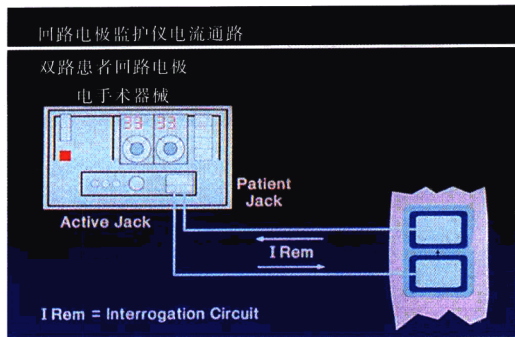 回路电极监护仪电流通路
双路患者回路电极
电手术器械
33 33
Patient
Jack
Active Jack
I Rem
I Rem = Interrogation Circuit